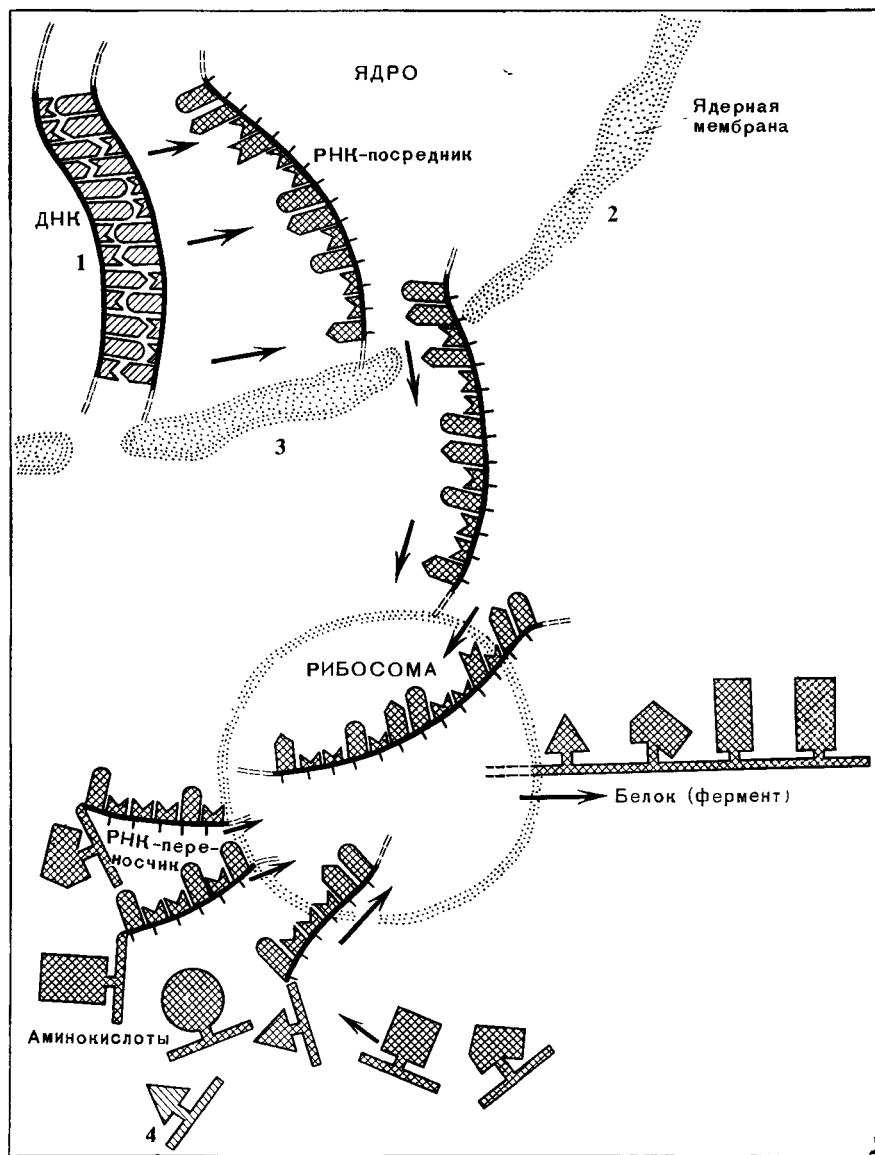 ЯДРО
Ядерная
мембрана
РНК-посредник
ДНК
1
2
3
РИБОСОМА
Белок (фермент)
РНК-пере-
носчик
Аминокислоты
4